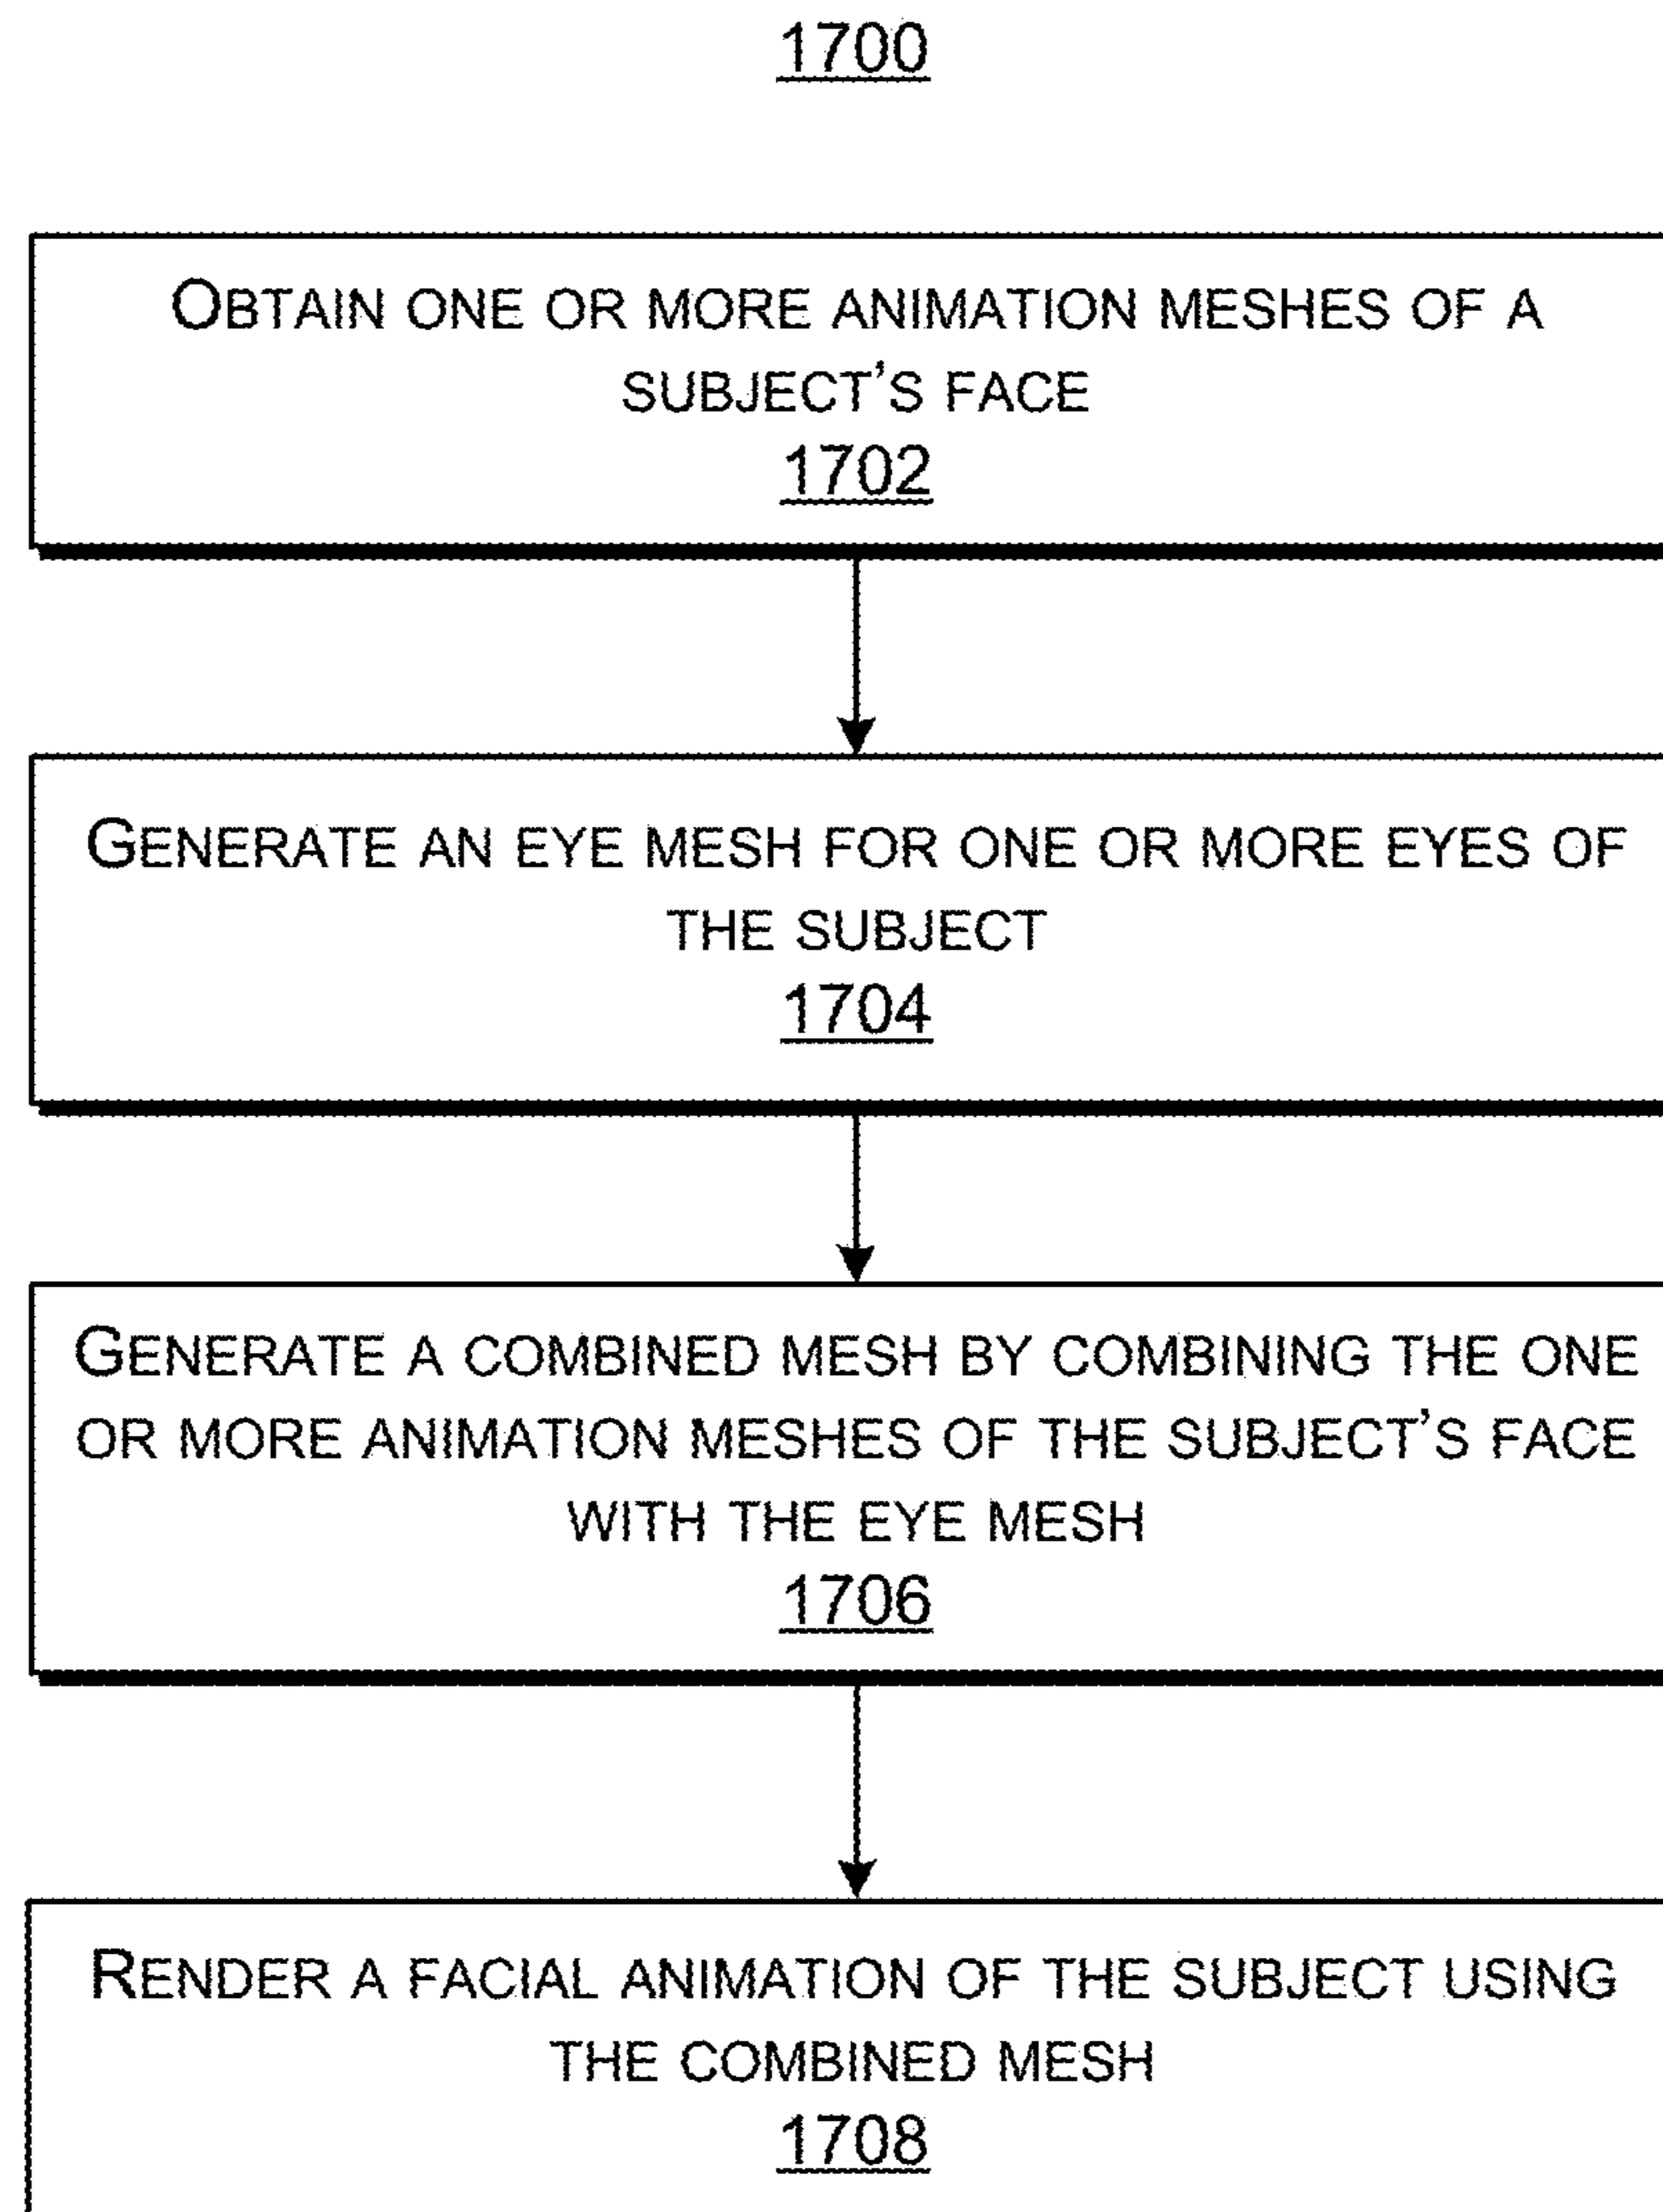 1700
OBTAIN ONE OR MORE ANIMATION MESHES OF A
SUBJECT'S FACE
1702
GENERATE AN EYE MESH FOR ONE OR MORE EYES OF
THE SUBJECT
1704
GENERATE A COMBINED MESH BY COMBINING THE ONE
OR MORE ANIMATION MESHES OF THE SUBJECT'S FACE
WITH THE EYE MESH
1706
RENDER A FACIAL ANIMATION OF THE SUBJECT USING
THE COMBINED MESH
1708